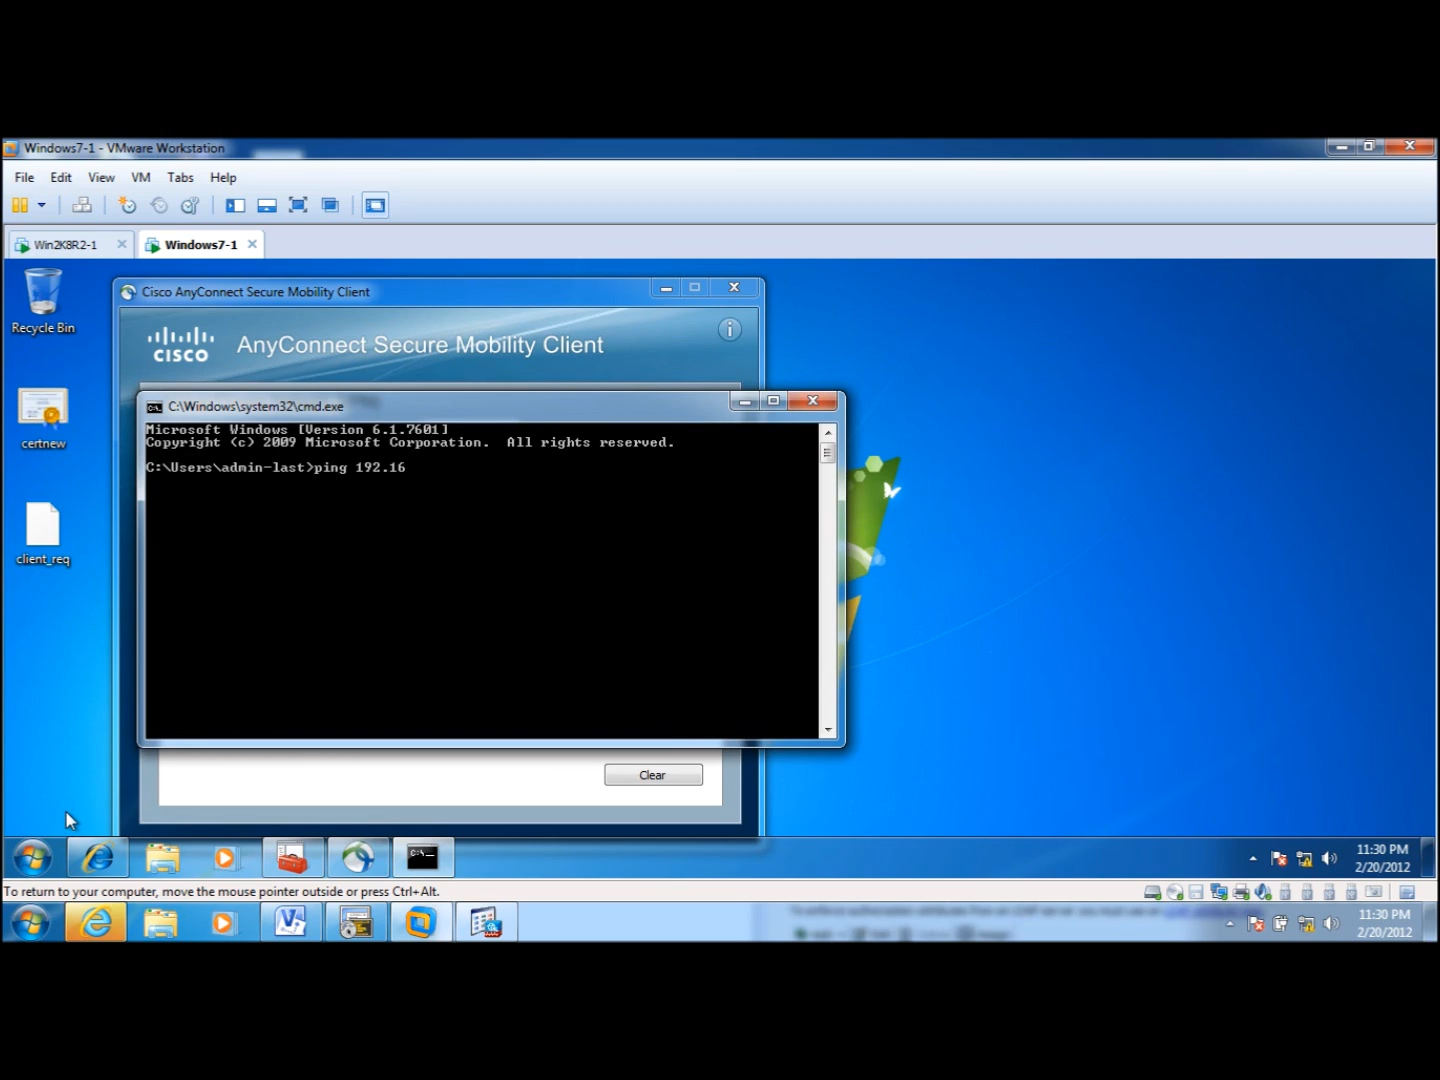 Windows7-1 - VMware Workstation
File Edit View VM Tabs Help
Win2K8R2-1
Windows7-1
Recycle Bin
certnew
client_req
Cisco AnyConnect Secure Mobility Client
CISCO
AnyConnect Secure Mobility Client
C:\Windows\system32\cmd.exe
Microsoft Windows [Version 6.1.7601]
Copyright (c) 2009 Microsoft Corporation.  All rights reserved.
C:\Users\admin-last>ping 192.16
Clear
11:30 PM
2/20/2012
To return to your computer, move the mouse pointer outside or press Ctrl+Alt.
11:30 PM
2/20/2012